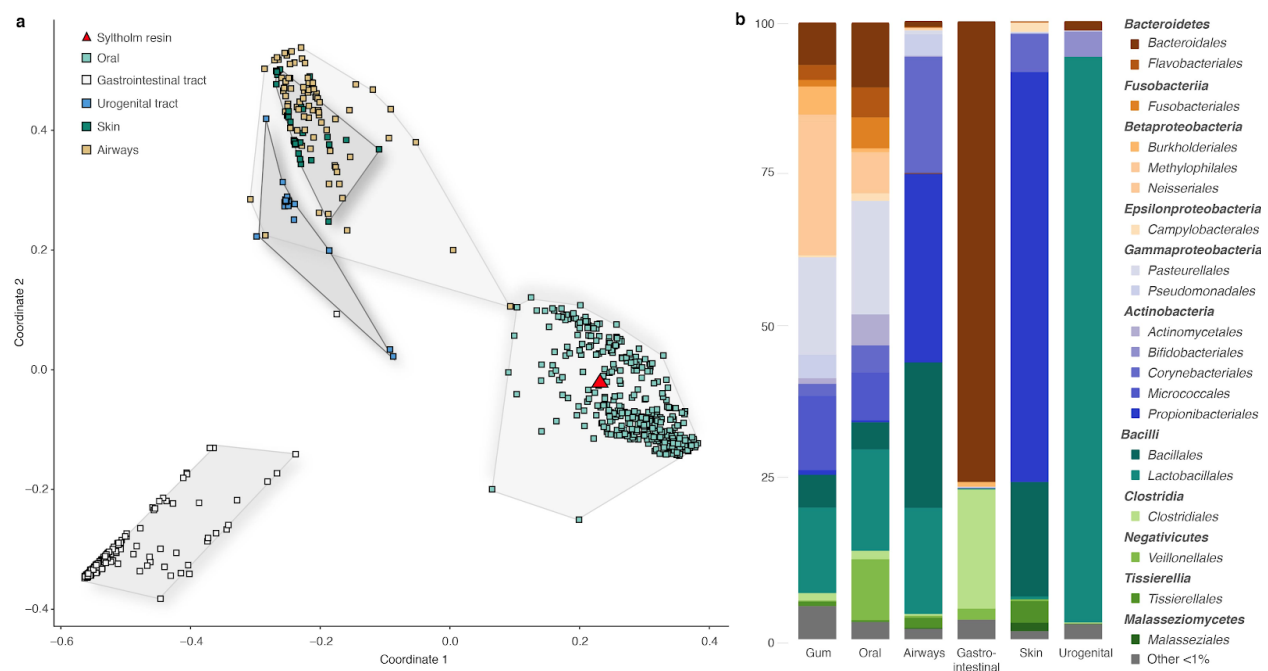 a
Syltholm resin
Oral
Gastrointestinal tract
Urogenital tract
Skin
Airways
Coordinate 2
0.4
0.2
0.0
−0.2
−0.4
−0.6
−0.4
−0.2
0.0
0.2
0.4
Coordinate 1
b
100
75
50
25
0
Gum
Oral
Airways
Gastro-
intestinal
Skin
Urogenital
Bacteroidetes
Bacteroidales
Flavobacteriales
Fusobacteriia
Fusobacteriales
Betaproteobacteria
Burkholderiales
Methylophilales
Neisseriales
Epsilonproteobacteria
Campylobacterales
Gammaproteobacteria
Pasteurellales
Pseudomonadales
Actinobacteria
Actinomycetales
Bifidobacteriales
Corynebacteriales
Micrococcales
Propionibacteriales
Bacilli
Bacillales
Lactobacillales
Clostridia
Clostridiales
Negativicutes
Veillonellales
Tissierellia
Tissierellales
Malasseziomycetes
Malasseziales
Other <1%